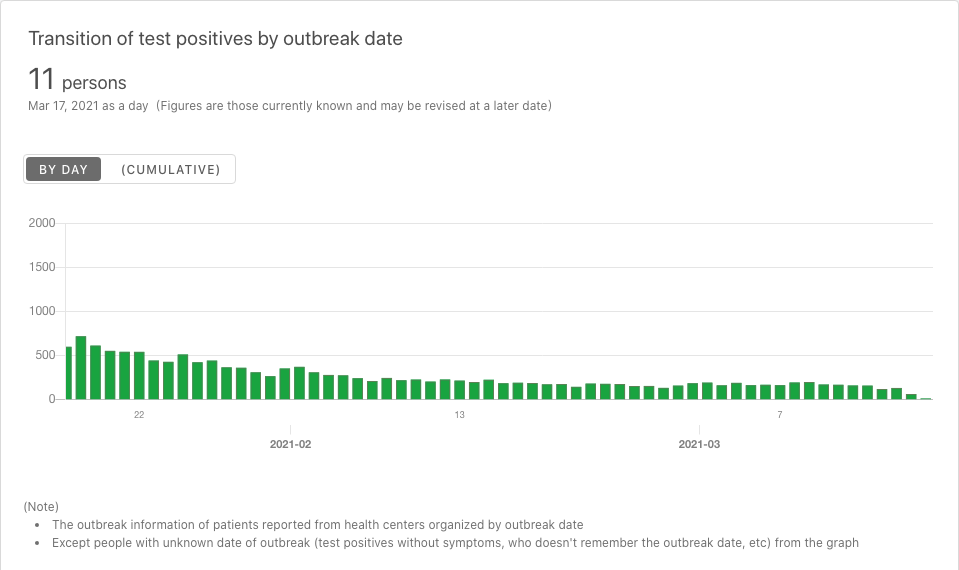 Transition of test positives by outbreak date
11 persons
Mar 17, 2021 as a day (Figures are those currently known and may be revised at a later date)
BY DAY (CUMULATIVE)
2000
1500
1000
500
0
22 13 7
2021-02 2021-03
(Note)
• The outbreak information of patients reported from health centers organized by outbreak date
• Except people with unknown date of outbreak (test positives without symptoms, who doesn't remember the outbreak date, etc) from the graph